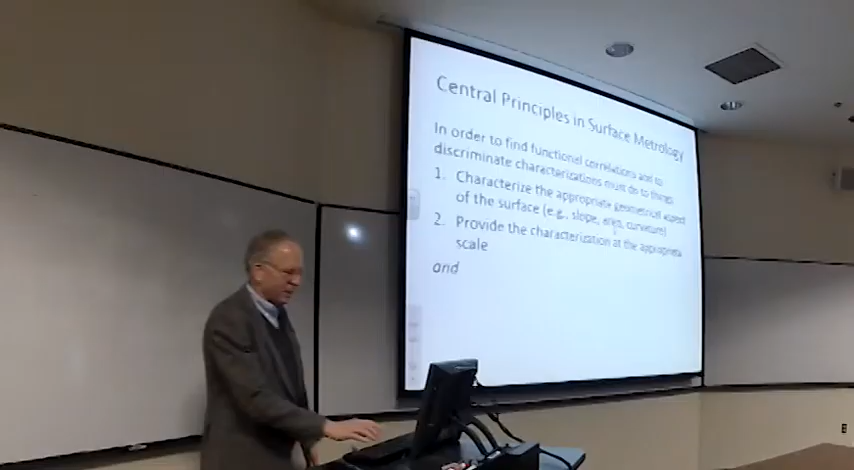 Central Principles in Surface Metrology
In order to find functional correlations and to
discriminate characterizations must do to things
1. Characterize the appropriate geometrical aspect
of the surface (e.g., slope, area, curvature)
2. Provide the characterization at the appropriate
scale
and